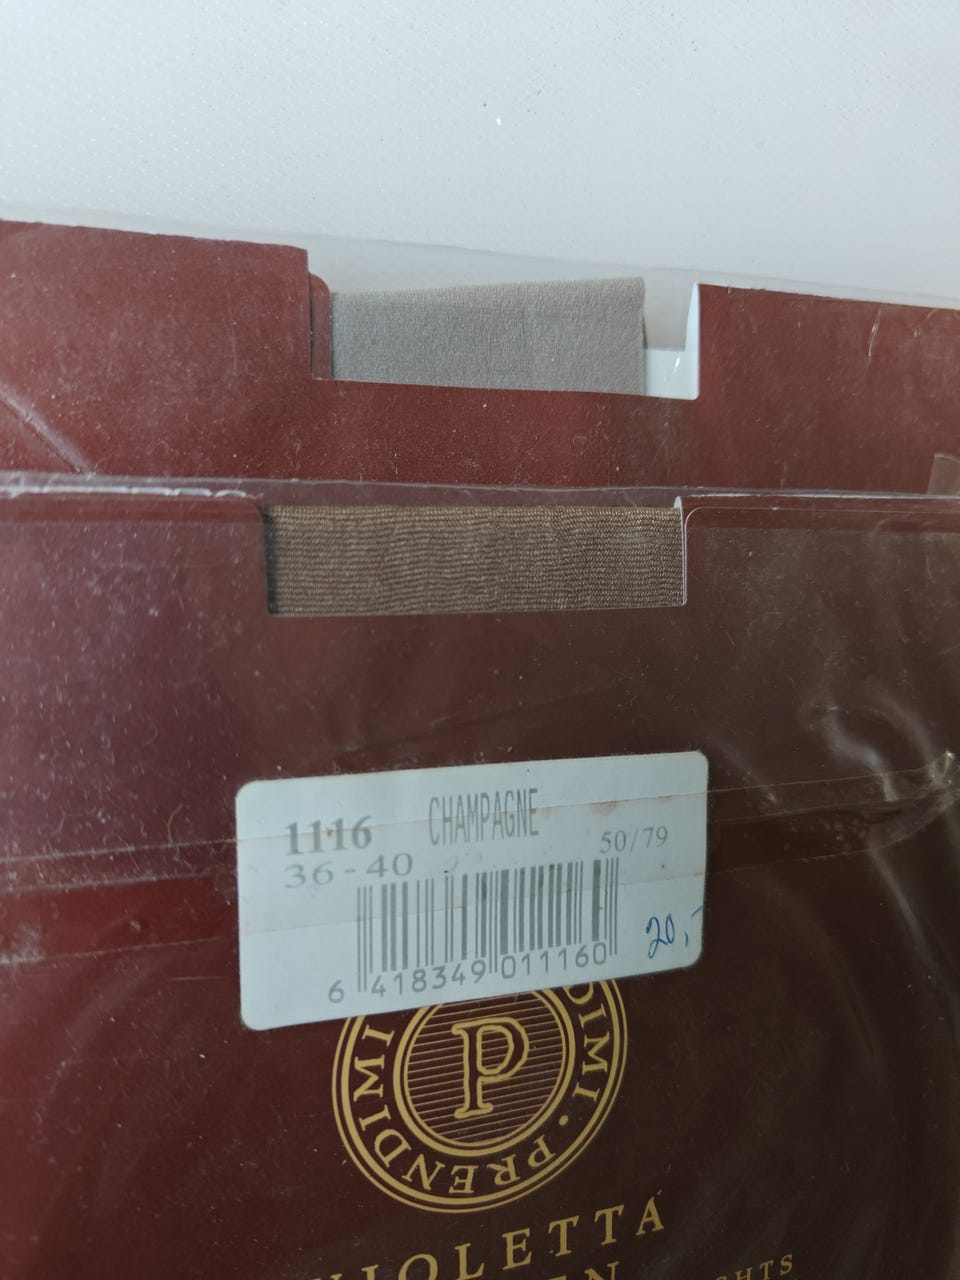 1116 CHAMPAGNE
36-40 50/79
20,-
6 418349 011160
PRENDIMI · PRENDIMI
P
VIOLETTA